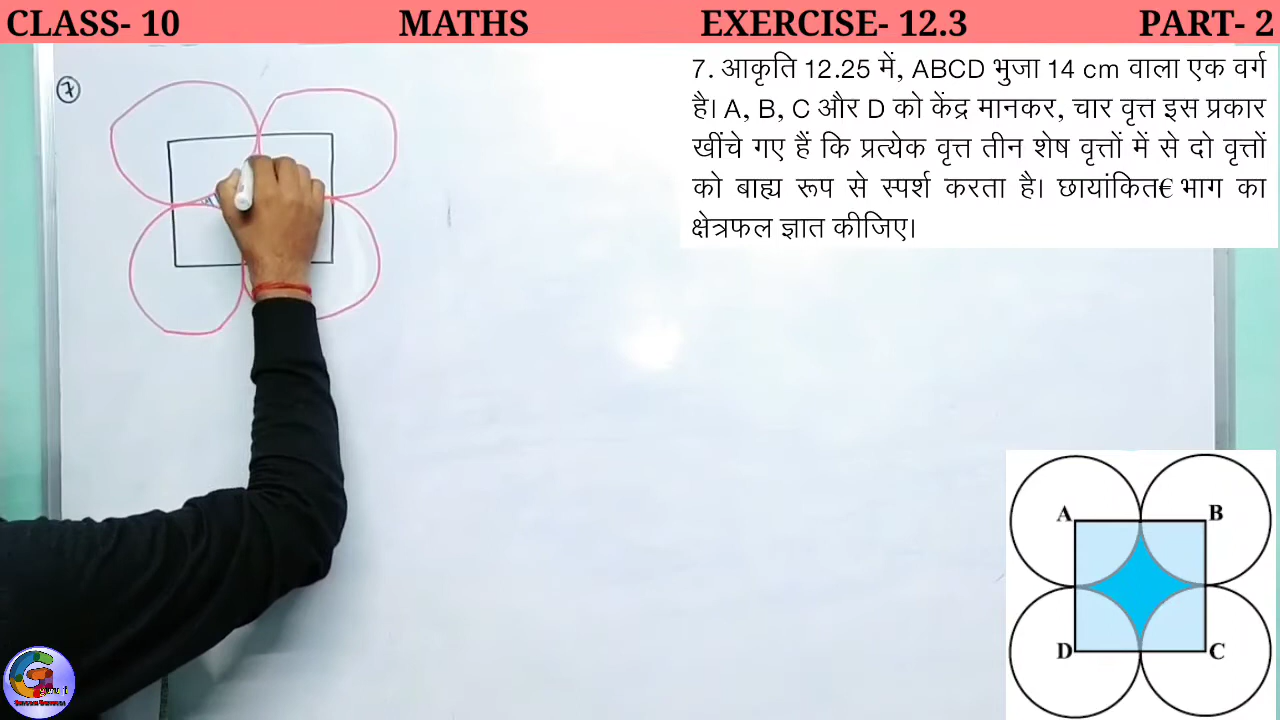 CLASS- 10 MATHS EXERCISE- 12.3 PART- 2
7
7. आकृति 12.25 में, ABCD भुजा 14 cm वाला एक वर्ग
है। A, B, C और D को केंद्र मानकर, चार वृत्त इस प्रकार
खींचे गए हैं कि प्रत्येक वृत्त तीन शेष वृत्तों में से दो वृत्तों
को बाह्य रूप से स्पर्श करता है। छायांकित€ भाग का
क्षेत्रफल ज्ञात कीजिए।
A B
D C